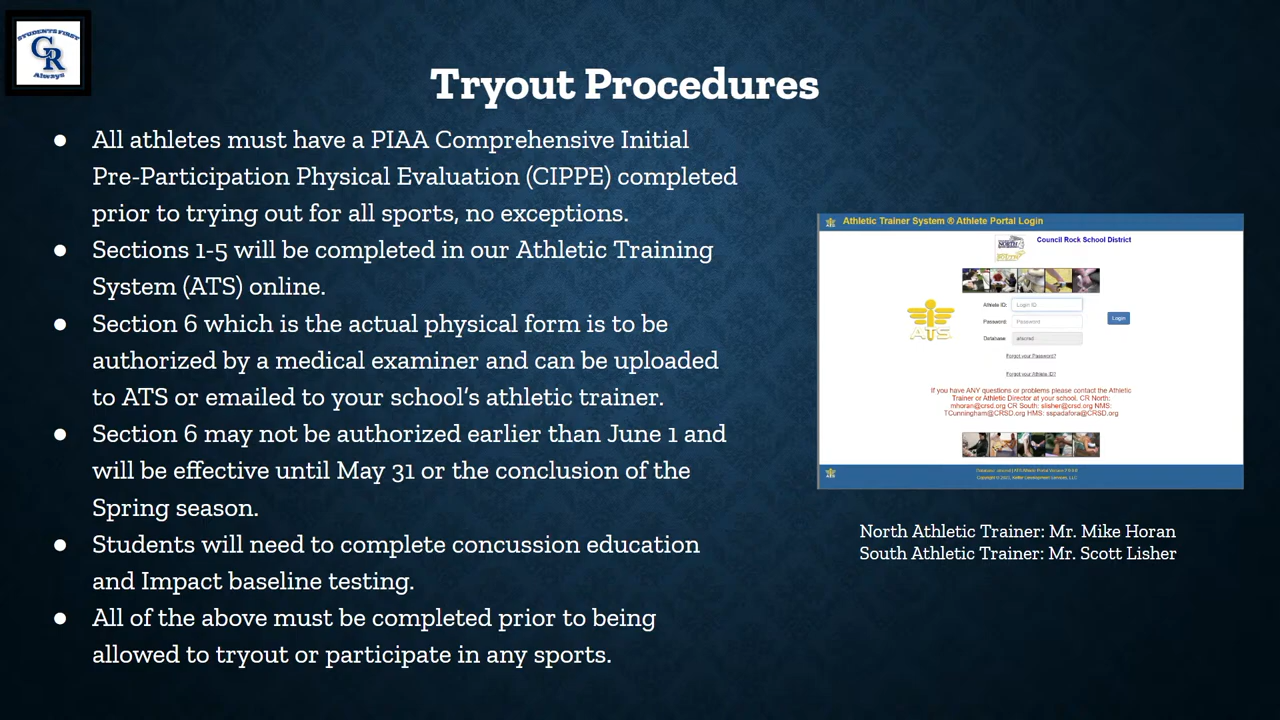 STUDENTS FIRST
CR
Always
Tryout Procedures
● All athletes must have a PIAA Comprehensive Initial
Pre-Participation Physical Evaluation (CIPPE) completed
prior to trying out for all sports, no exceptions.
● Sections 1-5 will be completed in our Athletic Training
System (ATS) online.
● Section 6 which is the actual physical form is to be
authorized by a medical examiner and can be uploaded
to ATS or emailed to your school's athletic trainer.
● Section 6 may not be authorized earlier than June 1 and
will be effective until May 31 or the conclusion of the
Spring season.
● Students will need to complete concussion education
and Impact baseline testing.
● All of the above must be completed prior to being
allowed to tryout or participate in any sports.
Athletic Trainer System ® Athlete Portal Login
Council Rock School District
NORTH
ATS
Athlete ID: Login ID
Password: Password
Login
Database:
Forgot your Password?
Forgot your Athlete ID?
If you have ANY questions or problems please contact the Athletic
Trainer or Athletic Director at your school. CR North:
mhoran@crsd.org CR South: slisher@crsd.org NMS:
TCunningham@CRSD.org HMS: sspadafora@CRSD.org
ATS
North Athletic Trainer: Mr. Mike Horan
South Athletic Trainer: Mr. Scott Lisher